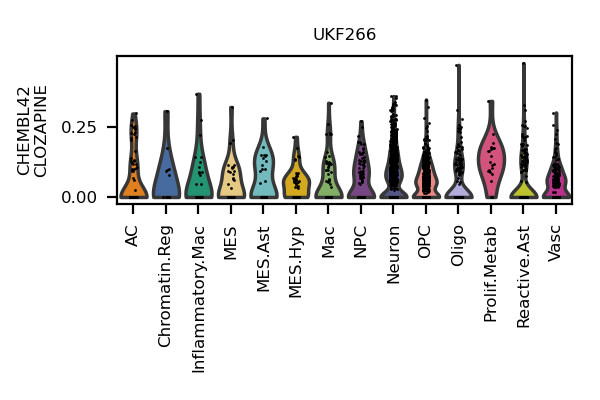 UKF266
CHEMBL42
CLOZAPINE
0.25
0.00
AC
Chromatin.Reg
Inflammatory.Mac
MES
MES.Ast
MES.Hyp
Mac
NPC
Neuron
OPC
Oligo
Prolif.Metab
Reactive.Ast
Vasc